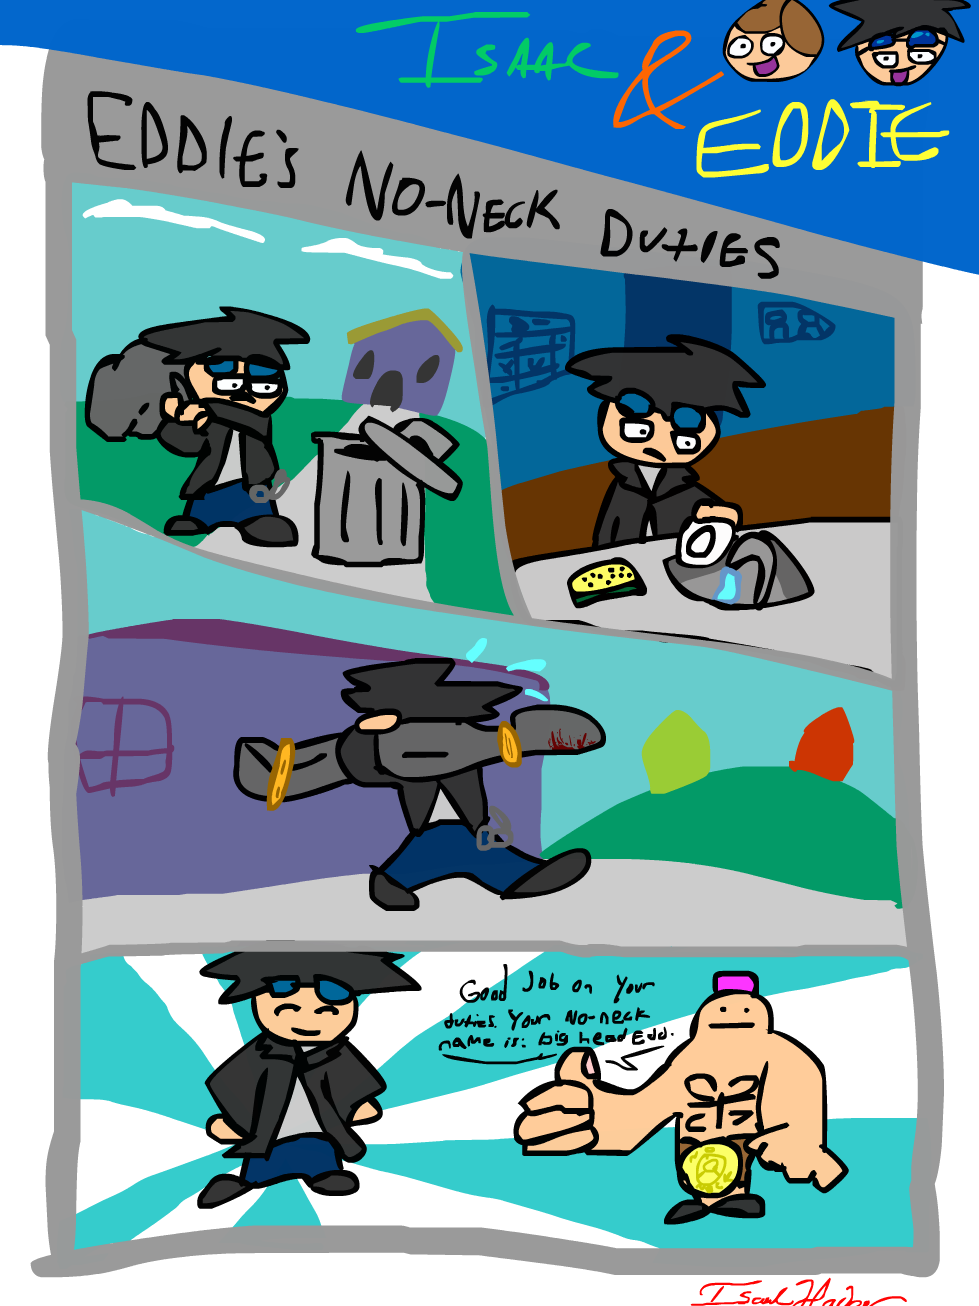 ISAAC
&
EDDIE
EDDIE's No-Neck Duties
Good Job on Your
duties. Your No-neck
name is: big head Edd.